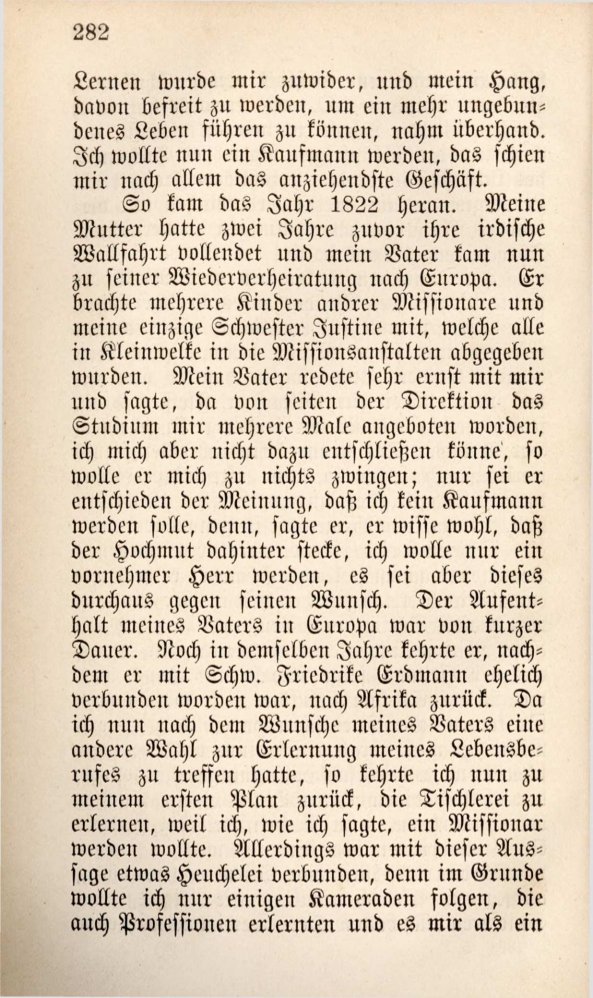 282
Lernen wurde mir zuwider, und mein Hang,
davon befreit zu werden, um ein mehr ungebun-
denes Leben führen zu können, nahm überhand.
Ich wollte nun ein Kaufmann werden, das schien
mir nach allem das anziehendste Geschäft.
So kam das Jahr 1822 heran. Meine
Mutter hatte zwei Jahre zuvor ihre irdische
Wallfahrt vollendet und mein Vater kam nun
zu seiner Wiederverheiratung nach Europa. Er
brachte mehrere Kinder andrer Missionare und
meine einzige Schwester Justine mit, welche alle
in Kleinwelke in die Missionsanstalten abgegeben
wurden. Mein Vater redete sehr ernst mit mir
und sagte, da von seiten der Direktion das
Studium mir mehrere Male angeboten worden,
ich mich aber nicht dazu entschließen könne, so
wolle er mich zu nichts zwingen; nur sei er
entschieden der Meinung, daß ich kein Kaufmann
werden solle, denn, sagte er, er wisse wohl, daß
der Hochmut dahinter stecke, ich wolle nur ein
vornehmer Herr werden, es sei aber dieses
durchaus gegen seinen Wunsch. Der Aufent-
halt meines Vaters in Europa war von kurzer
Dauer. Noch in demselben Jahre kehrte er, nach-
dem er mit Schw. Friedrike Erdmann ehelich
verbunden worden war, nach Afrika zurück. Da
ich nun nach dem Wunsche meines Vaters eine
andere Wahl zur Erlernung meines Lebensbe-
rufes zu treffen hatte, so kehrte ich nun zu
meinem ersten Plan zurück, die Tischlerei zu
erlernen, weil ich, wie ich sagte, ein Missionar
werden wollte. Allerdings war mit dieser Aus-
sage etwas Heuchelei verbunden, denn im Grunde
wollte ich nur einigen Kameraden folgen, die
auch Professionen erlernten und es mir als ein